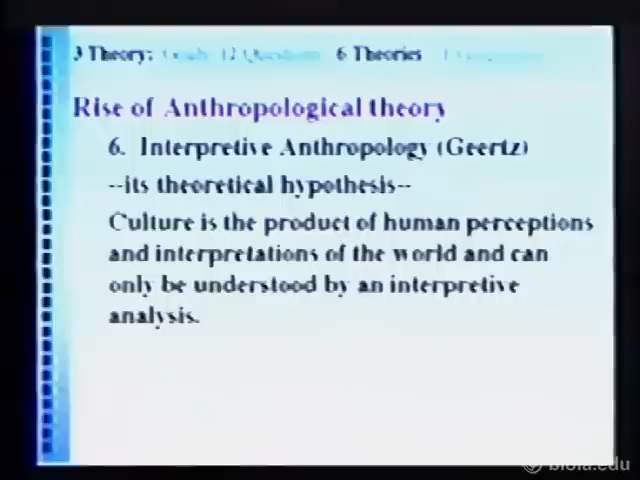 3 Theory: 12 Questions 6 Theories
Rise of Anthropological theory
6. Interpretive Anthropology (Geertz)
--its theoretical hypothesis--
Culture is the product of human perceptions
and interpretations of the world and can
only be understood by an interpretive
analysis.
biola.edu